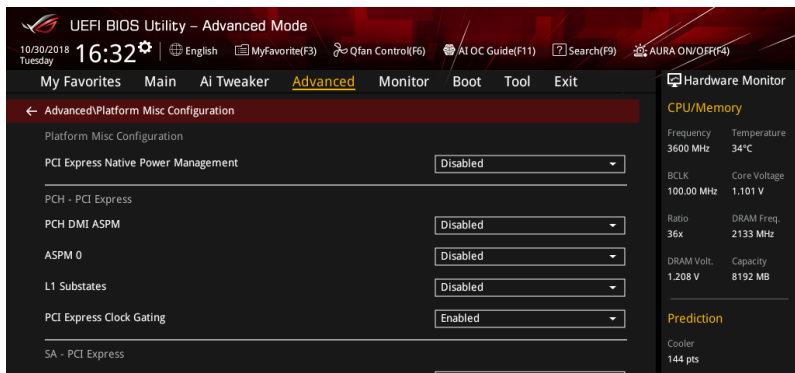 UEFI BIOS Utility – Advanced Mode
10/30/2018 Tuesday 16:32 English MyFavorite(F3) Qfan Control(F6) AI OC Guide(F11) Search(F9) AURA ON/OFF(F4)
My Favorites Main Ai Tweaker Advanced Monitor Boot Tool Exit
Advanced\Platform Misc Configuration
Platform Misc Configuration
PCI Express Native Power Management Disabled
PCH - PCI Express
PCH DMI ASPM Disabled
ASPM 0 Disabled
L1 Substates Disabled
PCI Express Clock Gating Enabled
SA - PCI Express
Hardware Monitor
CPU/Memory
Frequency Temperature
3600 MHz 34°C
BCLK Core Voltage
100.00 MHz 1.101 V
Ratio DRAM Freq.
36x 2133 MHz
DRAM Volt. Capacity
1.208 V 8192 MB
Prediction
Cooler
144 pts